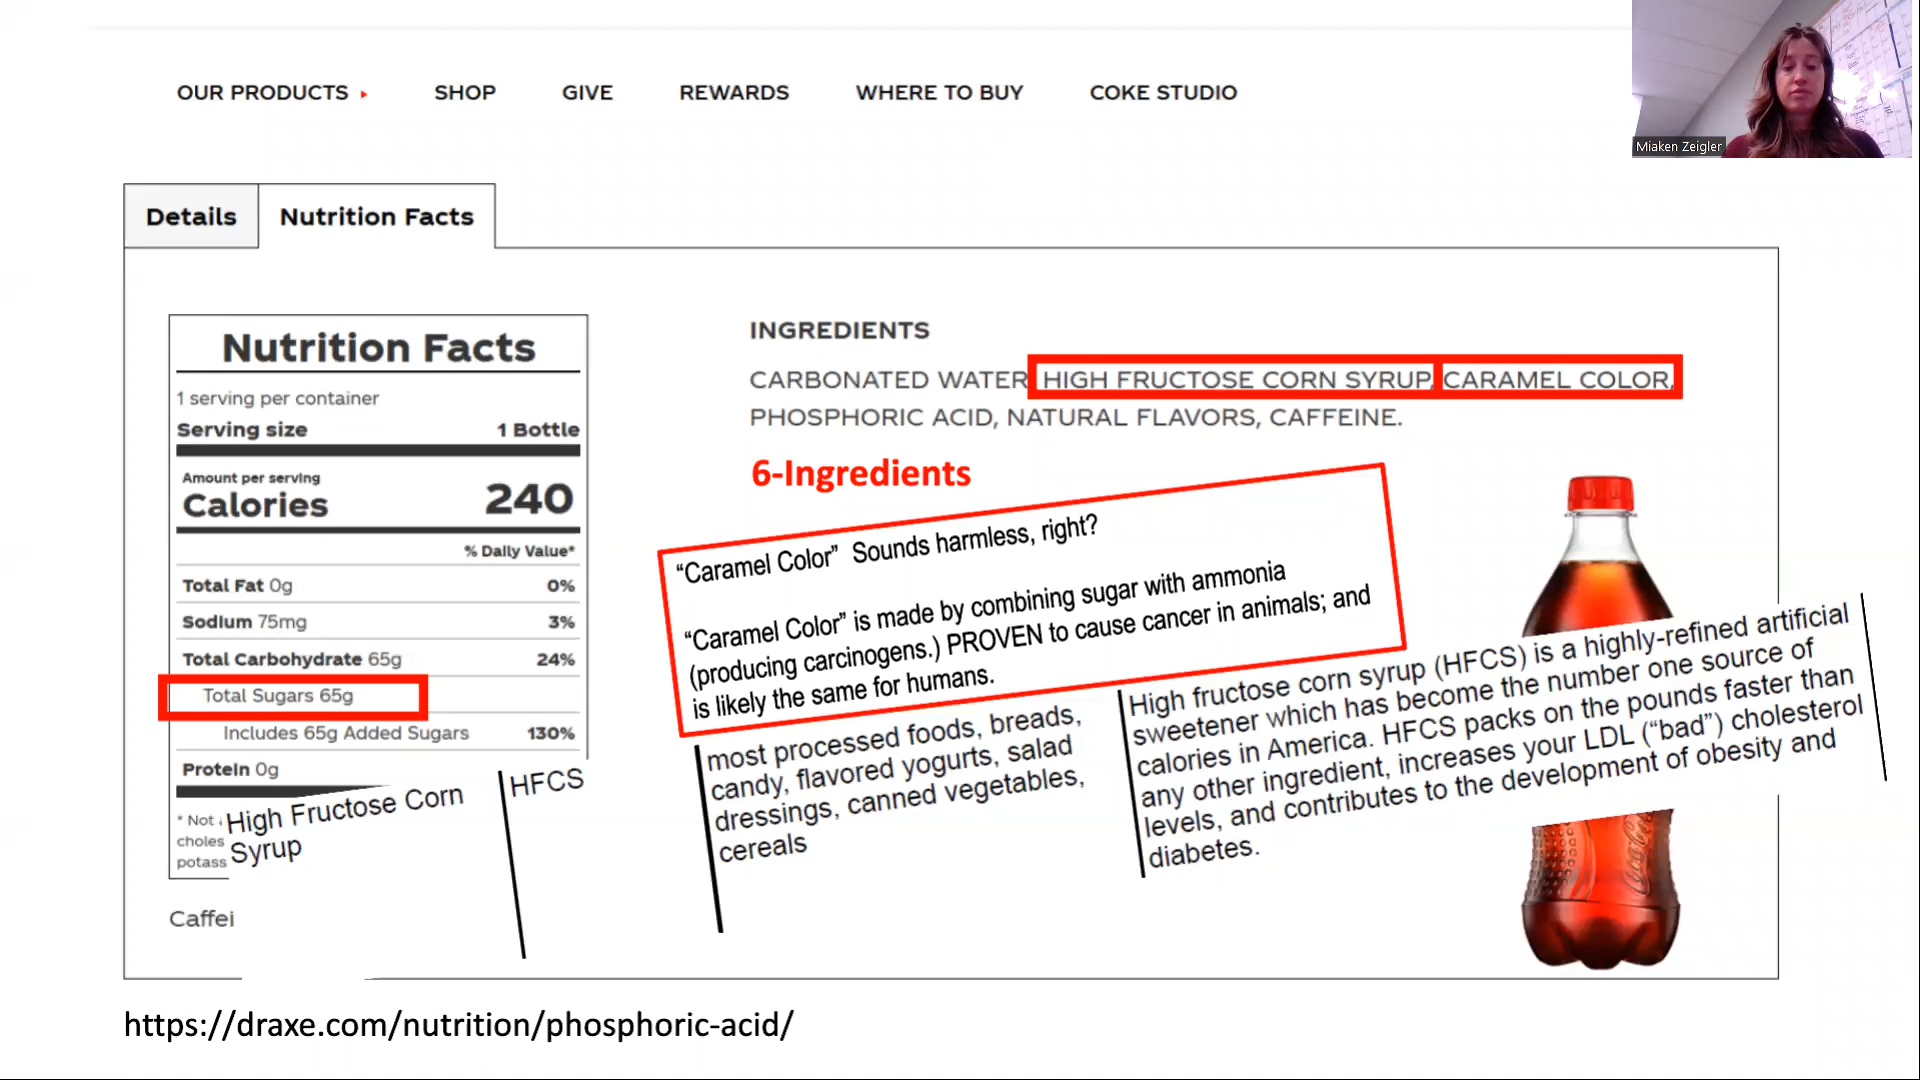 OUR PRODUCTS SHOP GIVE REWARDS WHERE TO BUY COKE STUDIO
Miaken Zeigler
Details Nutrition Facts
Nutrition Facts
1 serving per container
Serving size 1 Bottle
Amount per serving
Calories 240
% Daily Value*
Total Fat 0g 0%
Sodium 75mg 3%
Total Carbohydrate 65g 24%
Total Sugars 65g
Includes 65g Added Sugars 130%
Protein 0g
* Not
choles
potass
Caffei
INGREDIENTS
CARBONATED WATER HIGH FRUCTOSE CORN SYRUP, CARAMEL COLOR,
PHOSPHORIC ACID, NATURAL FLAVORS, CAFFEINE.
6-Ingredients
“Caramel Color” Sounds harmless, right?
“Caramel Color” is made by combining sugar with ammonia
(producing carcinogens.) PROVEN to cause cancer in animals; and
is likely the same for humans.
High Fructose Corn
Syrup
HFCS
most processed foods, breads,
candy, flavored yogurts, salad
dressings, canned vegetables,
cereals
High fructose corn syrup (HFCS) is a highly-refined artificial
sweetener which has become the number one source of
calories in America. HFCS packs on the pounds faster than
any other ingredient, increases your LDL (“bad”) cholesterol
levels, and contributes to the development of obesity and
diabetes.
Coca-Cola
https://draxe.com/nutrition/phosphoric-acid/